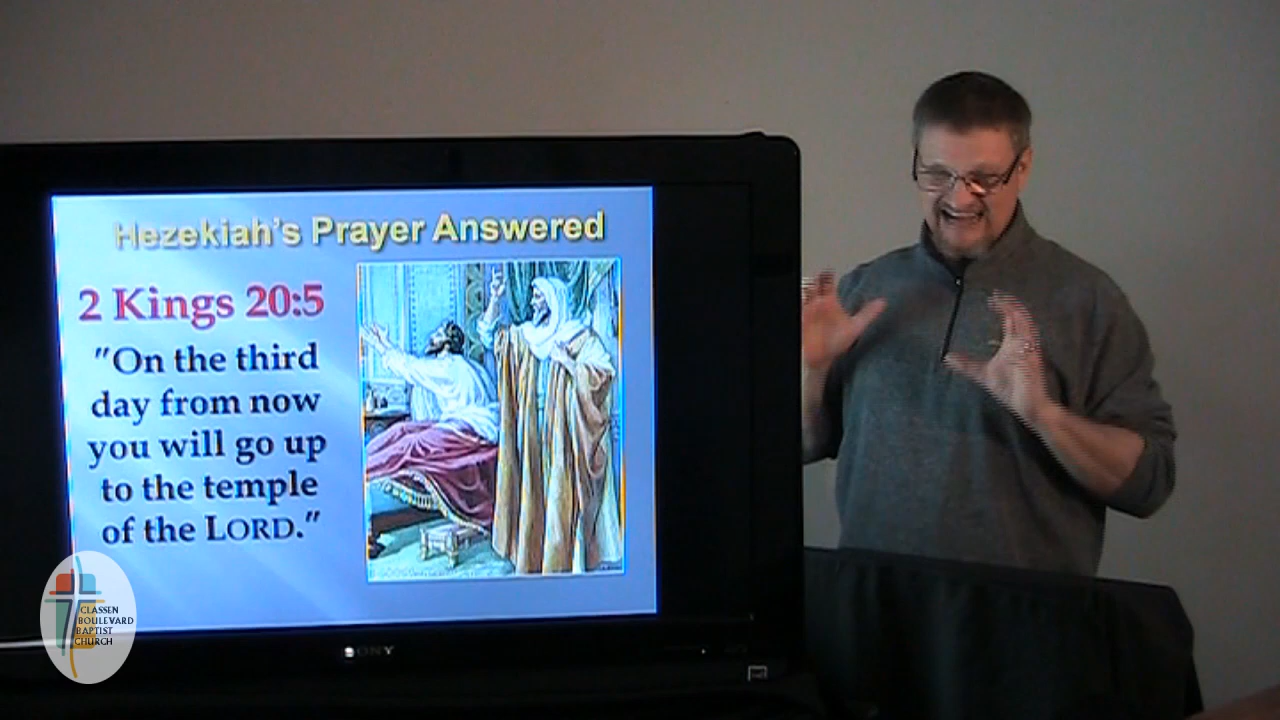 Hezekiah's Prayer Answered
2 Kings 20:5
"On the third
day from now
you will go up
to the temple
of the LORD."
CLASSEN
BOULEVARD
BAPTIST
CHURCH
SONY